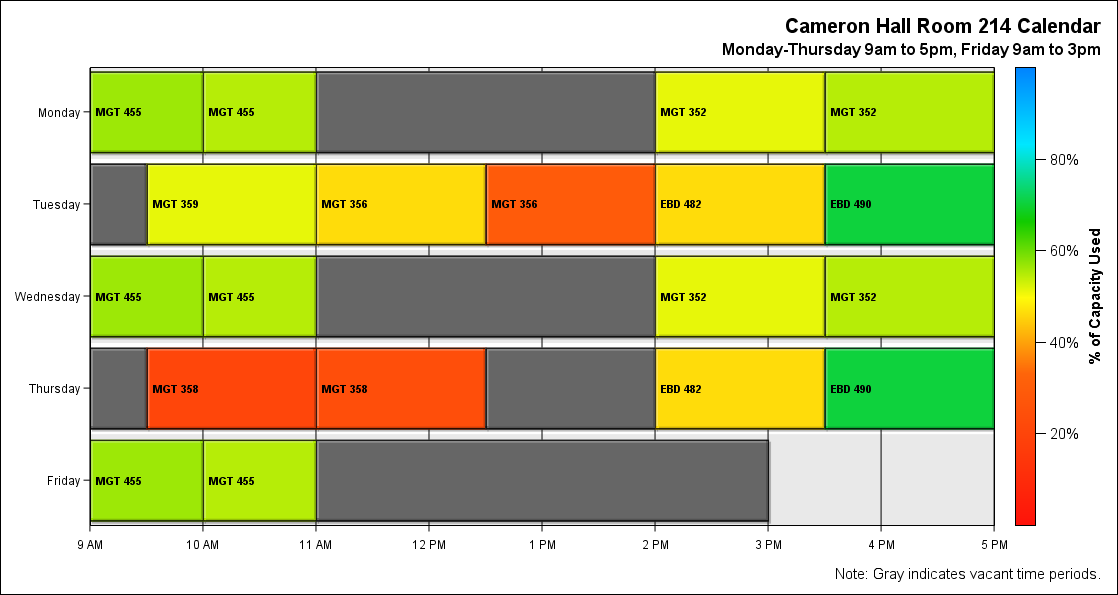 Cameron Hall Room 214 Calendar
Monday-Thursday 9am to 5pm, Friday 9am to 3pm
Monday
MGT 455
MGT 455
MGT 352
MGT 352
Tuesday
MGT 359
MGT 356
MGT 356
EBD 482
EBD 490
Wednesday
MGT 455
MGT 455
MGT 352
MGT 352
Thursday
MGT 358
MGT 358
EBD 482
EBD 490
Friday
MGT 455
MGT 455
9 AM
10 AM
11 AM
12 PM
1 PM
2 PM
3 PM
4 PM
5 PM
80%
60%
40%
20%
% of Capacity Used
Note: Gray indicates vacant time periods.